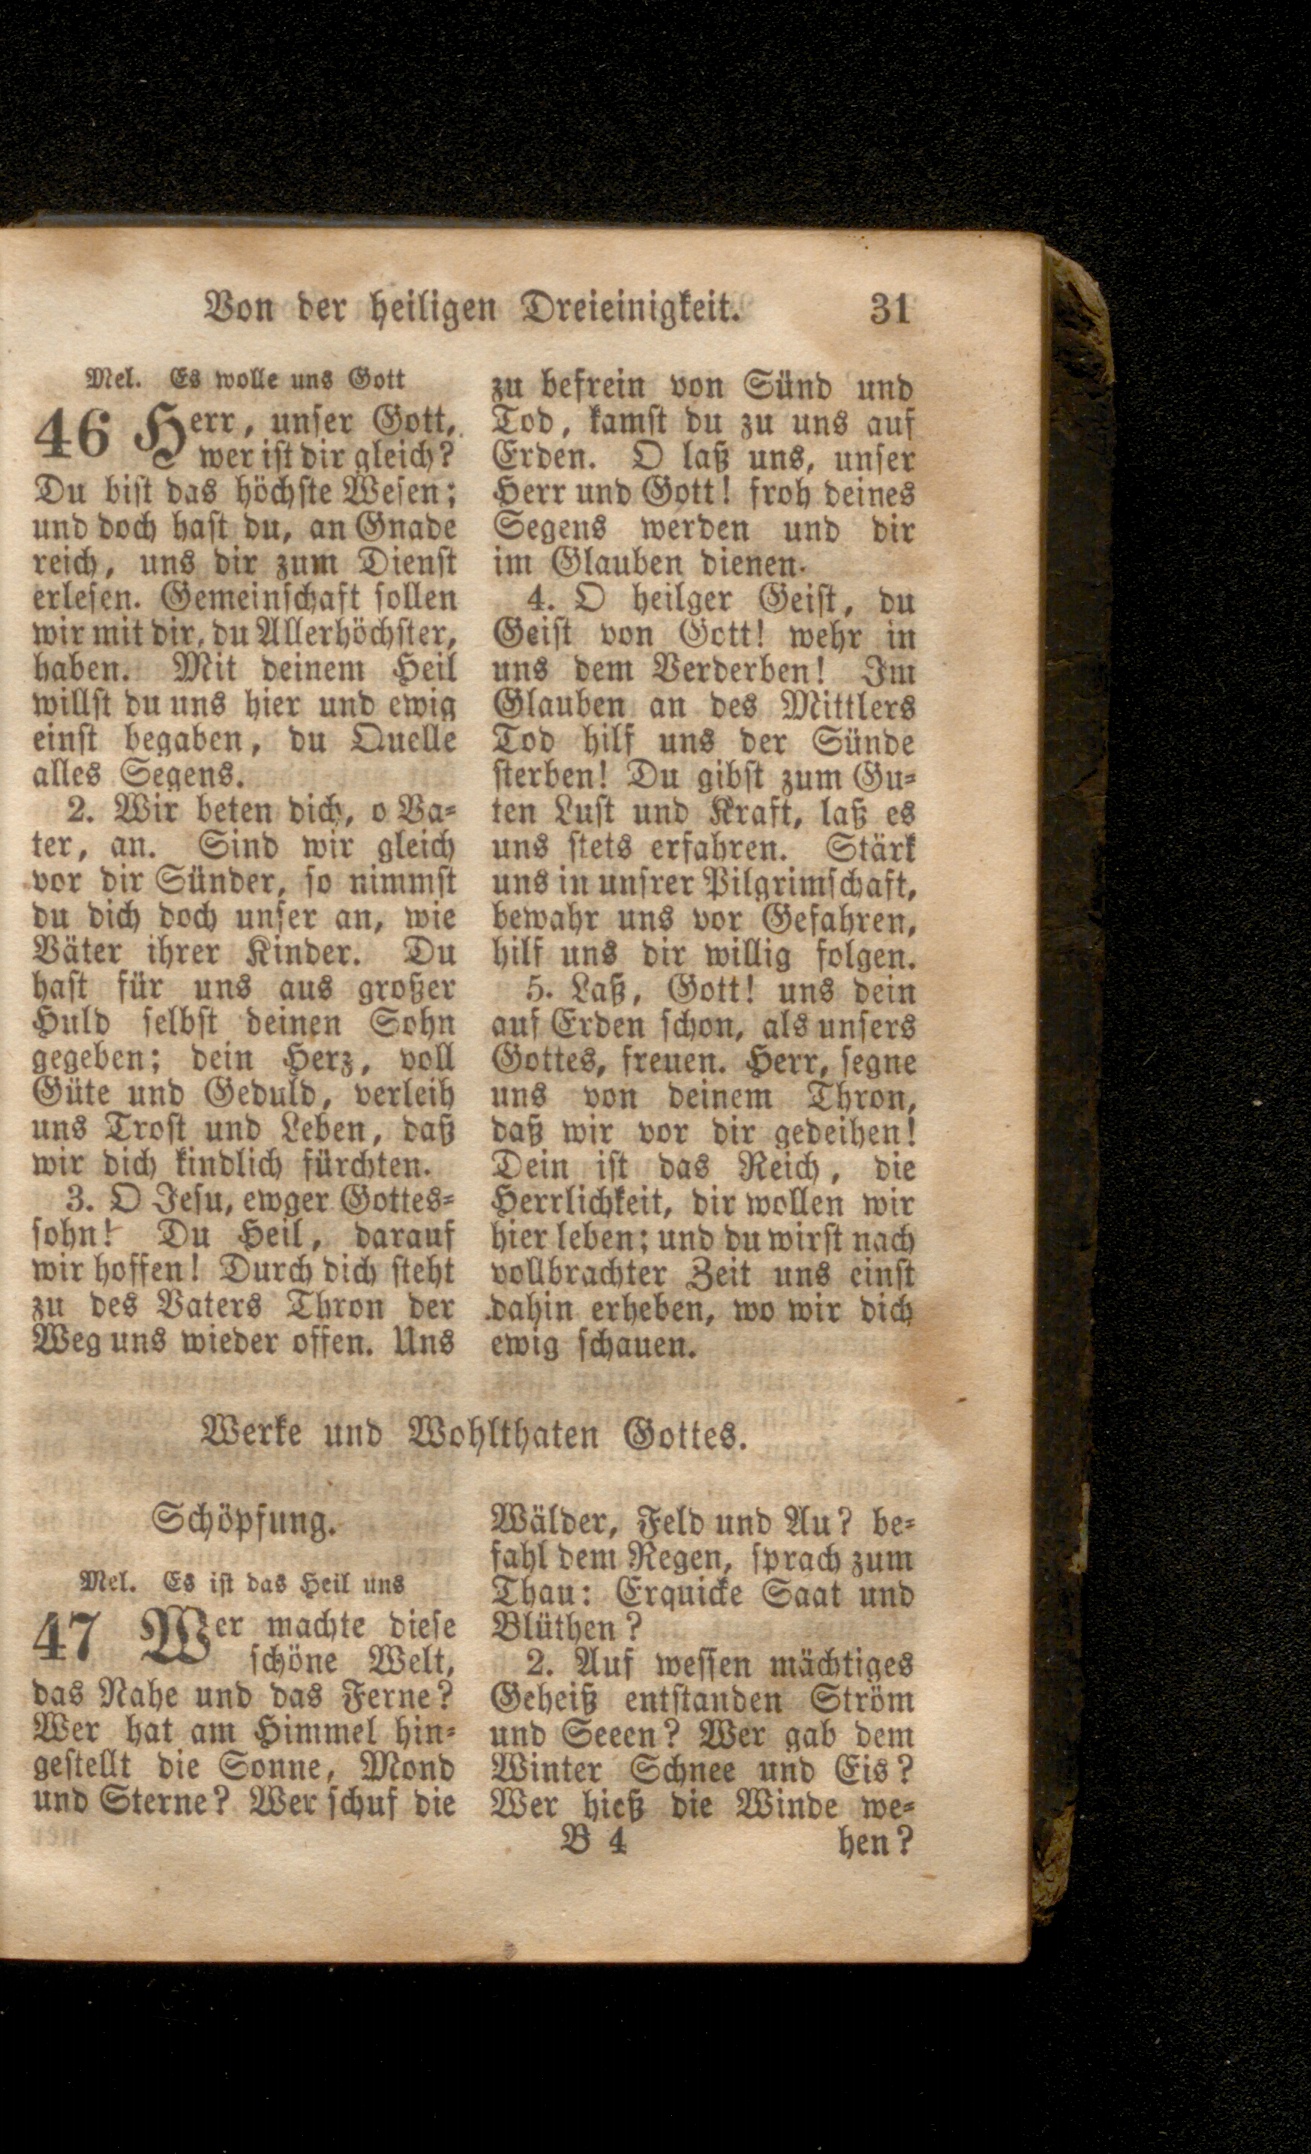 Von der heiligen Dreieinigkeit. 31
Mel. Es wolle uns Gott
46 Herr, unser Gott,
wer ist dir gleich?
Du bist das höchste Wesen;
und doch hast du, an Gnade
reich, uns dir zum Dienst
erlesen. Gemeinschaft sollen
wir mit dir, du Allerhöchster,
haben. Mit deinem Heil
willst du uns hier und ewig
einst begaben, du Quelle
alles Segens.
2. Wir beten dich, o Va-
ter, an. Sind wir gleich
vor dir Sünder, so nimmst
du dich doch unser an, wie
Väter ihrer Kinder. Du
hast für uns aus großer
Huld selbst deinen Sohn
gegeben; dein Herz, voll
Güte und Geduld, verleih
uns Trost und Leben, daß
wir dich kindlich fürchten.
3. O Jesu, ewger Gottes-
sohn! Du Heil, darauf
wir hoffen! Durch dich steht
zu des Vaters Thron der
Weg uns wieder offen. Uns
zu befrein von Sünd und
Tod, kamst du zu uns auf
Erden. O laß uns, unser
Herr und Gott! froh deines
Segens werden und dir
im Glauben dienen.
4. O heilger Geist, du
Geist von Gott! wehr in
uns dem Verderben! Im
Glauben an des Mittlers
Tod hilf uns der Sünde
sterben! Du gibst zum Gu-
ten Lust und Kraft, laß es
uns stets erfahren. Stärk
uns in unsrer Pilgrimschaft,
bewahr uns vor Gefahren,
hilf uns dir willig folgen.
5. Laß, Gott! uns dein
auf Erden schon, als unsers
Gottes, freuen. Herr, segne
uns von deinem Thron,
daß wir vor dir gedeihen!
Dein ist das Reich, die
Herrlichkeit, dir wollen wir
hier leben; und du wirst nach
vollbrachter Zeit uns einst
dahin erheben, wo wir dich
ewig schauen.
Werke und Wohlthaten Gottes.
Schöpfung.
Mel. Es ist das Heil uns
47 Wer machte diese
schöne Welt,
das Nahe und das Ferne?
Wer hat am Himmel hin-
gestellt die Sonne, Mond
und Sterne? Wer schuf die
Wälder, Feld und Au? be-
fahl dem Regen, sprach zum
Thau: Erquicke Saat und
Blüthen?
2. Auf wessen mächtiges
Geheiß entstanden Ström
und Seeen? Wer gab dem
Winter Schnee und Eis?
Wer hieß die Winde we-
B 4 hen?